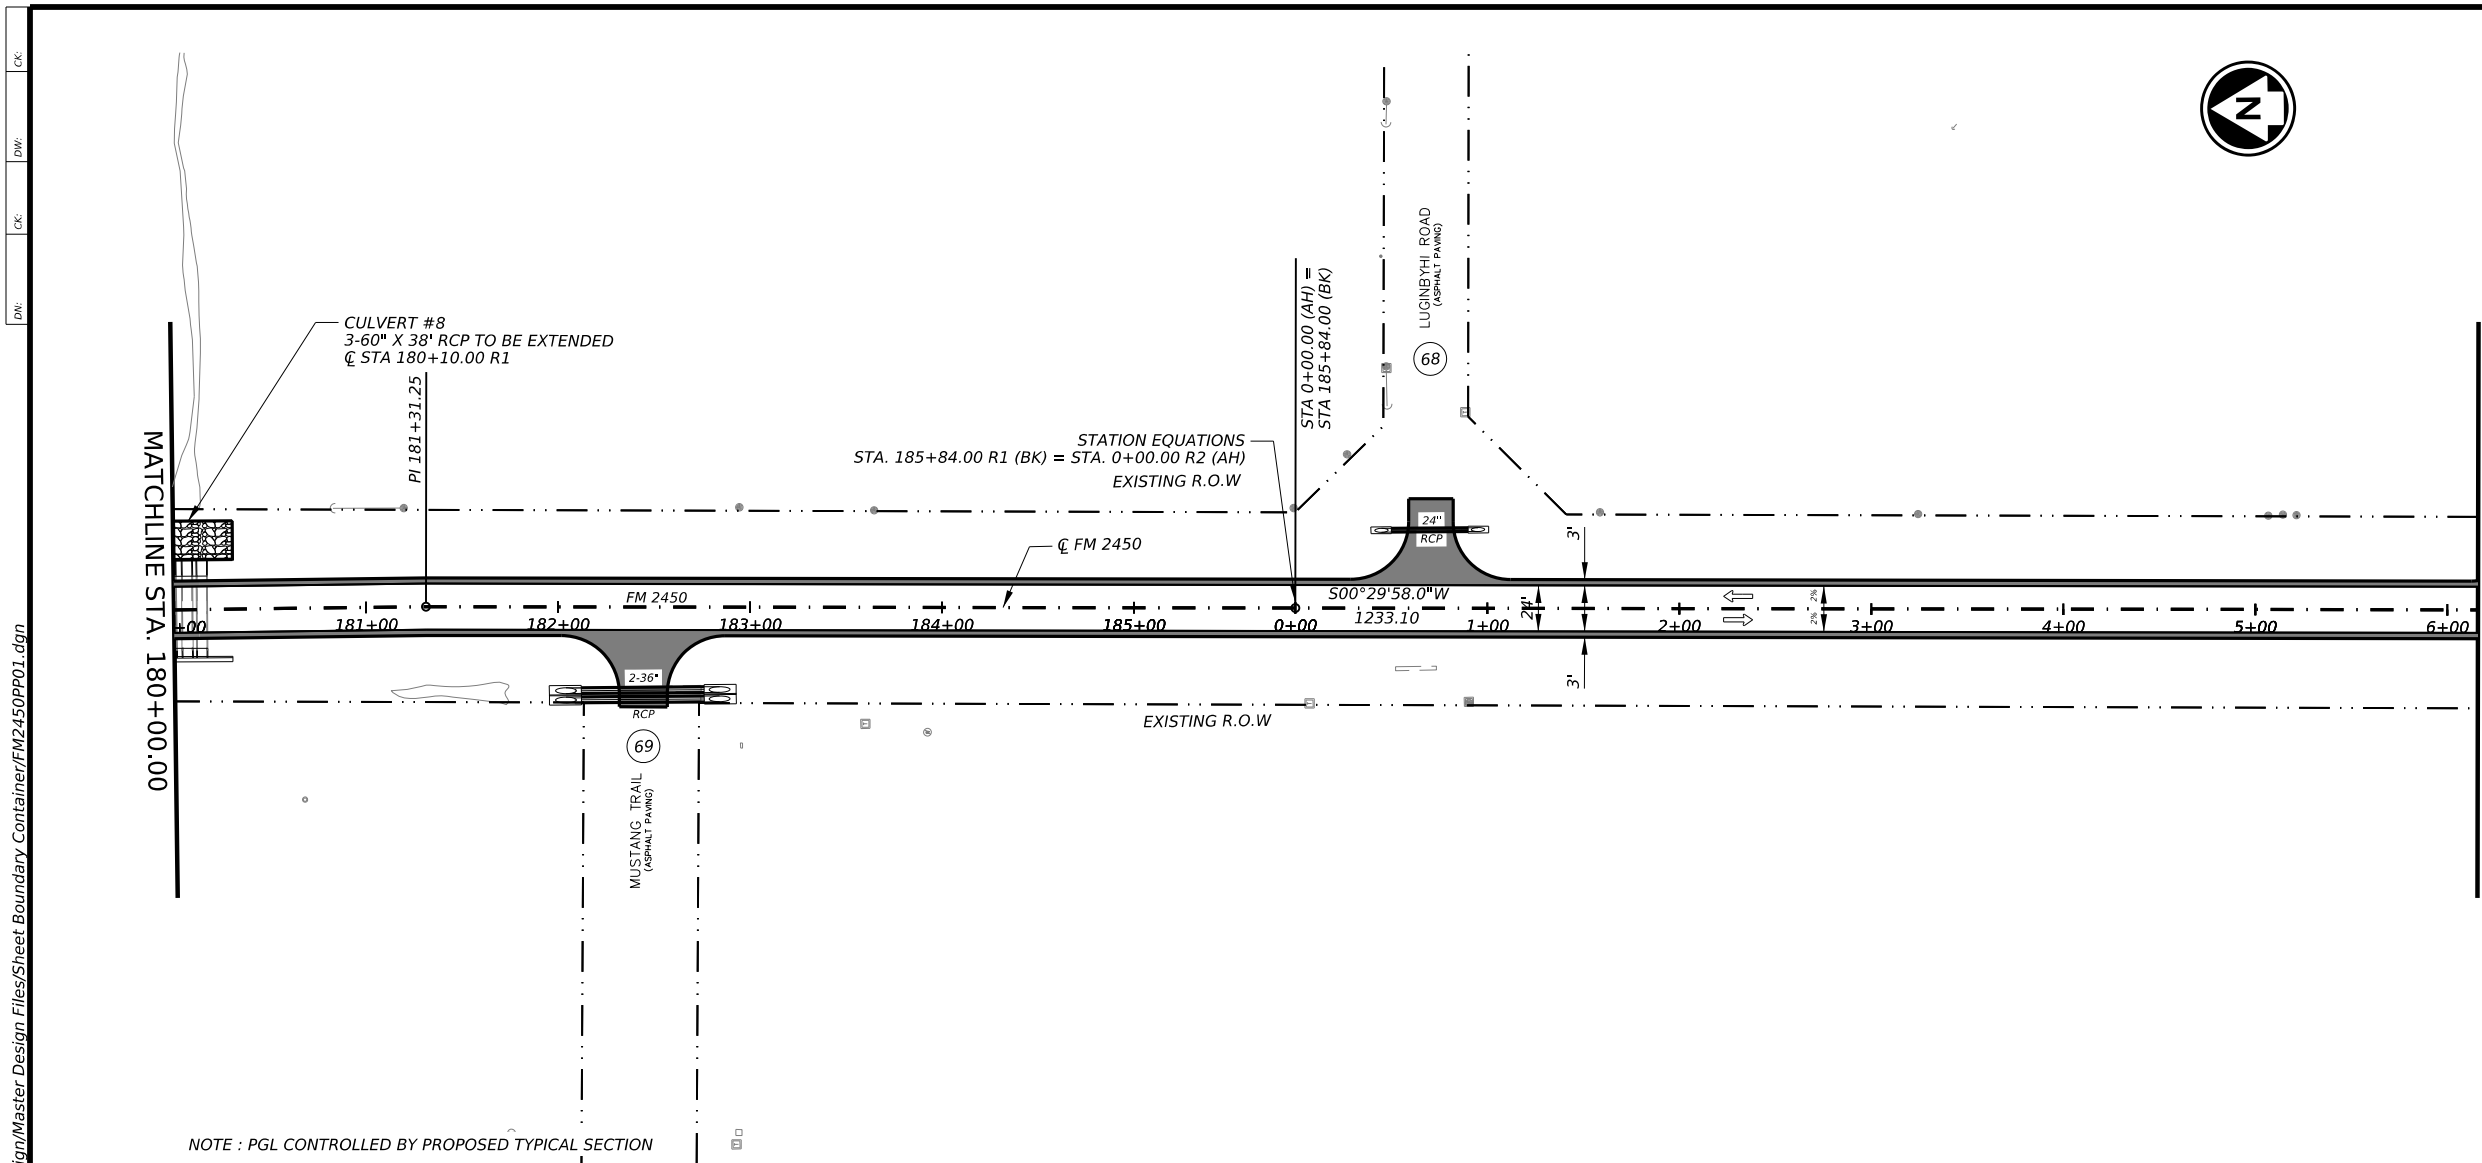 CK:
DW:
CK:
DN:
ign/Master Design Files/Sheet Boundary Container/FM2450PP01.dgn
N
CULVERT #8
3-60" X 38' RCP TO BE EXTENDED
℄ STA 180+10.00 R1
PI 181+31.25
MATCHLINE STA. 180+00.00
STATION EQUATIONS
STA. 185+84.00 R1 (BK) = STA. 0+00.00 R2 (AH)
EXISTING R.O.W
STA 0+00.00 (AH) =
STA 185+84.00 (BK)
LUGINBYHI ROAD
(ASPHALT PAVING)
68
24"
RCP
℄ FM 2450
3'
FM 2450
S00°29'58.0"W
1233.10
24'
2%
2%
+00
181+00
182+00
183+00
184+00
185+00
0+00
1+00
2+00
3+00
4+00
5+00
6+00
3'
2-36"
RCP
69
MUSTANG TRAIL
(ASPHALT PAVING)
EXISTING R.O.W
NOTE : PGL CONTROLLED BY PROPOSED TYPICAL SECTION